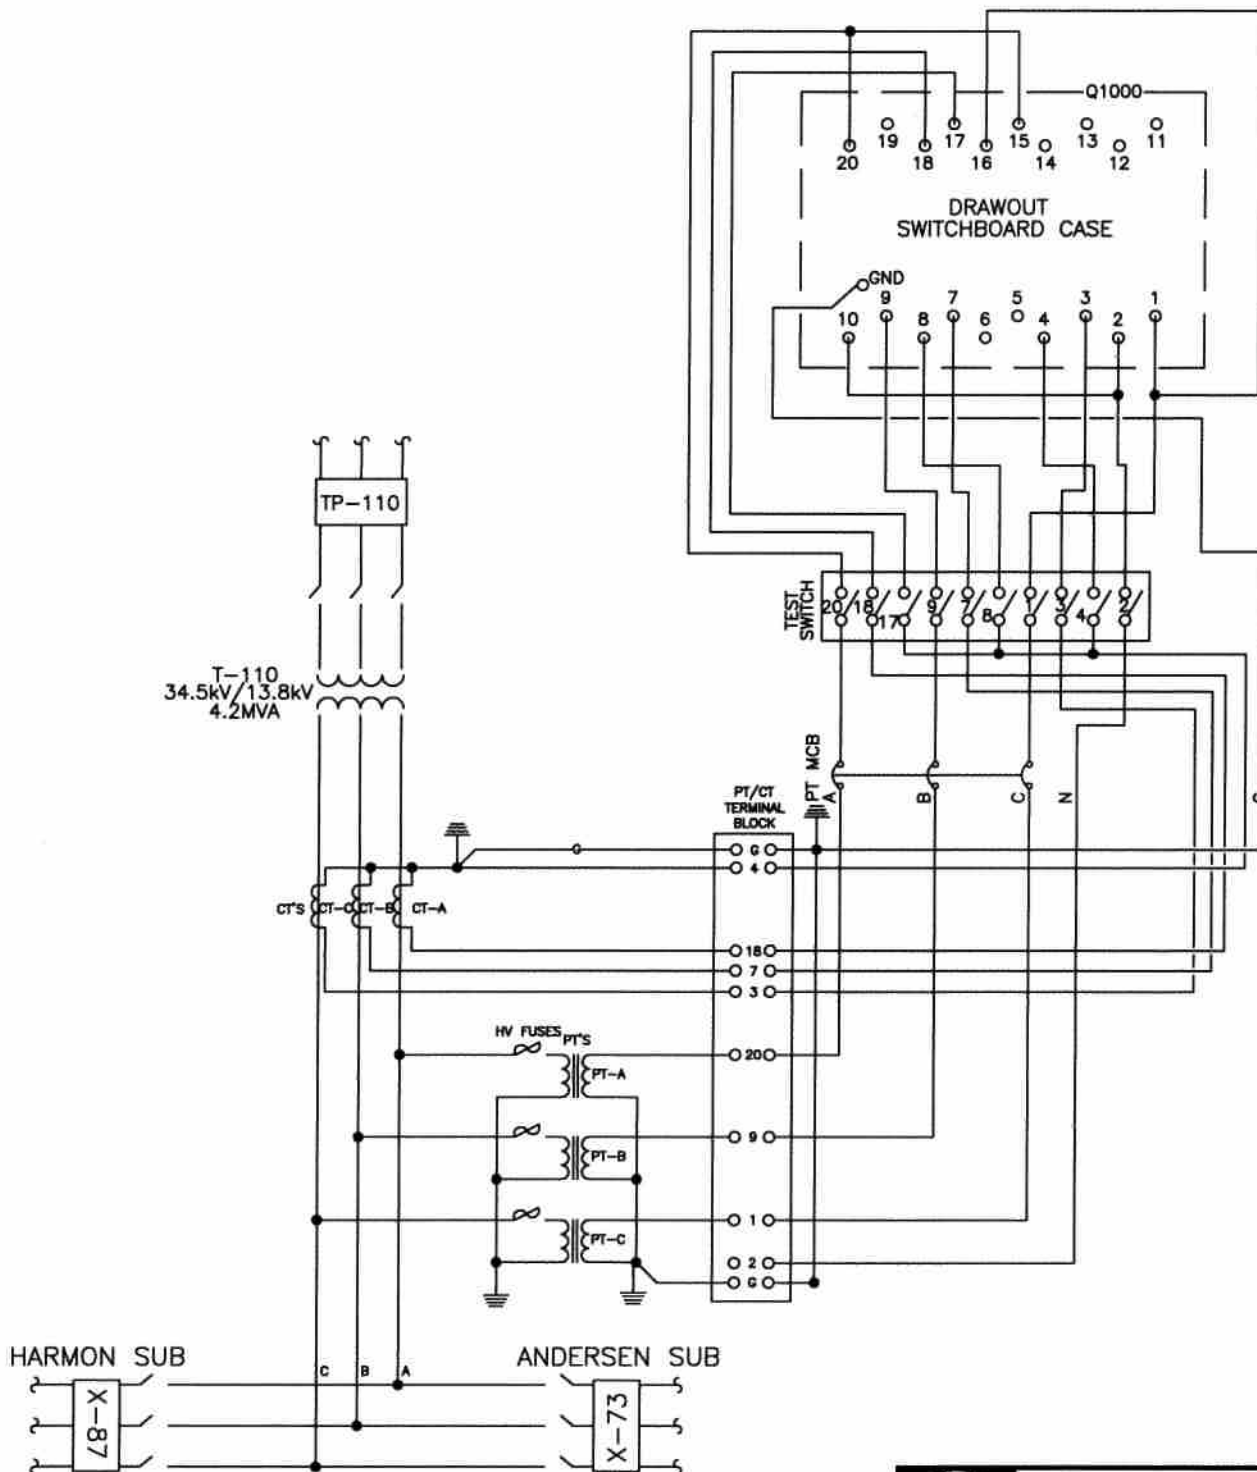 Q1000
19
17
15
13
11
20
18
16
14
12
DRAWOUT
SWITCHBOARD CASE
GND
9
7
5
3
1
10
8
6
4
2
TP-110
TEST
SWITCH
20
18
17
9
7
8
1
3
4
2
T-110
34.5kV/13.8kV
4.2MVA
PT MCB
A
B
C
N
PT/CT
TERMINAL
BLOCK
G
G
4
CT'S
CT-C
CT-B
CT-A
18
7
3
HV FUSES
PT'S
20
PT-A
9
PT-B
1
PT-C
2
G
HARMON SUB
ANDERSEN SUB
C
B
A
X-87
X-73